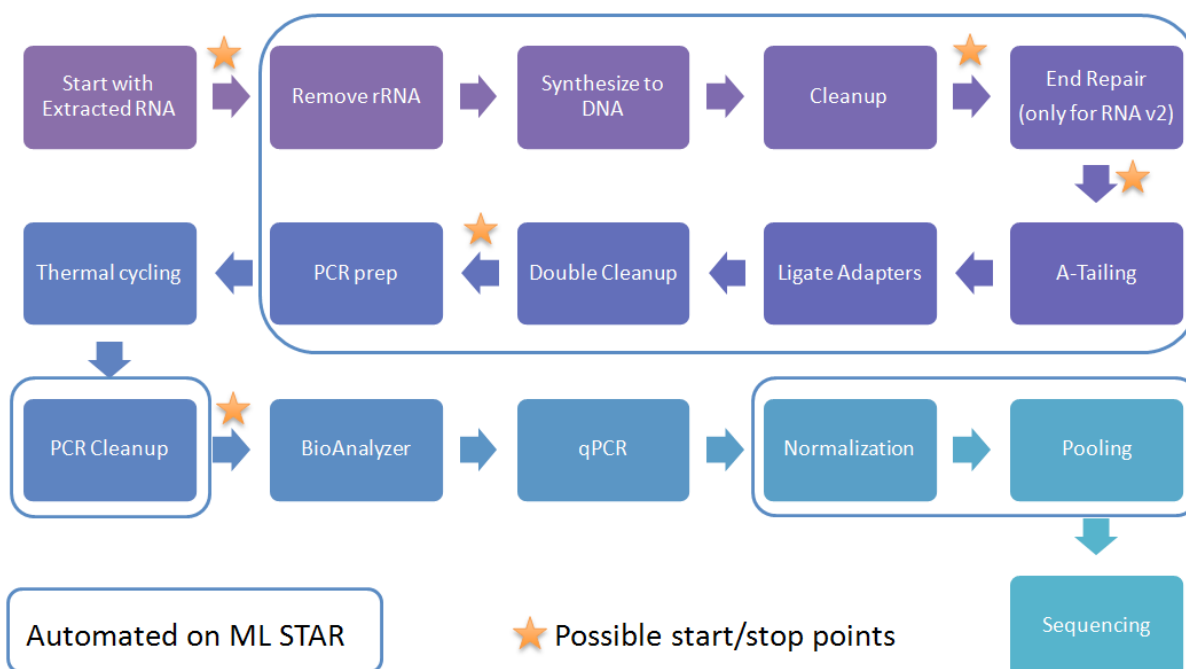 Start with
Extracted RNA
Remove rRNA
Synthesize to
DNA
Cleanup
End Repair
(only for RNA v2)
Thermal cycling
PCR prep
Double Cleanup
Ligate Adapters
A-Tailing
PCR Cleanup
BioAnalyzer
qPCR
Normalization
Pooling
Automated on ML STAR
Possible start/stop points
Sequencing